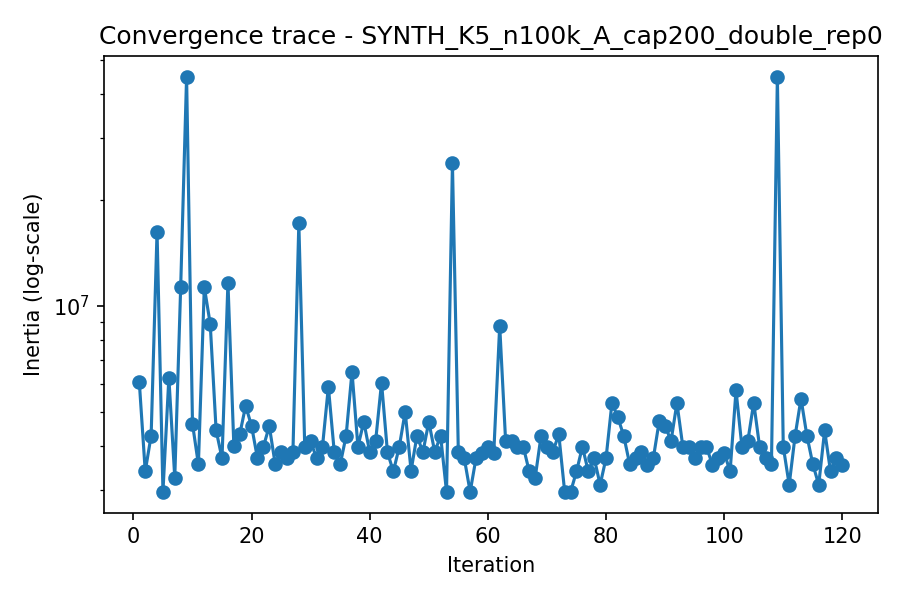 Convergence trace - SYNTH_K5_n100k_A_cap200_double_rep0
Inertia (log-scale)
10⁷
0 20 40 60 80 100 120
Iteration